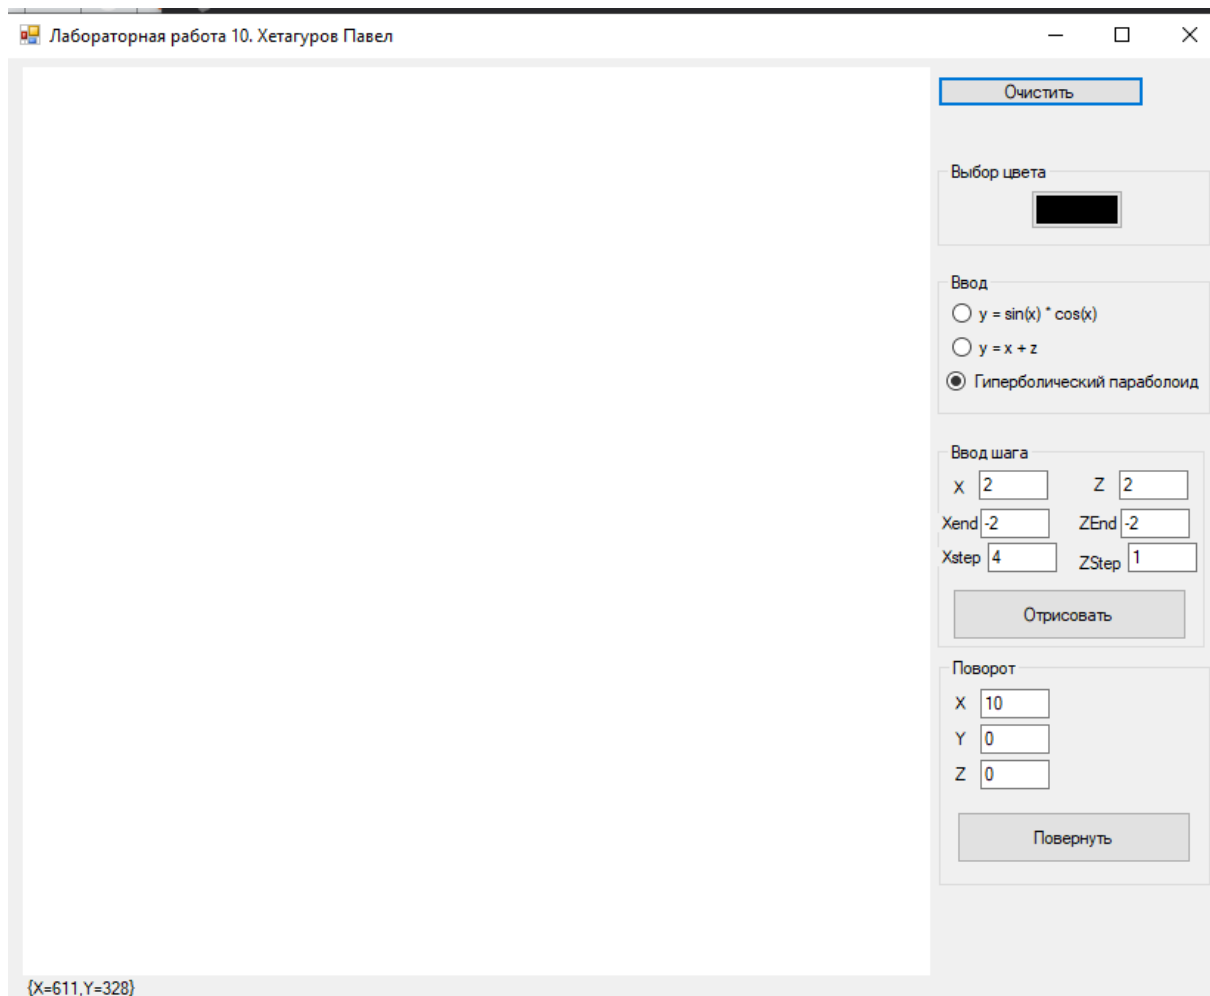 Лабораторная работа 10. Хетагуров Павел
Очистить
Выбор цвета
Ввод
y = sin(x) * cos(x)
y = x + z
Гиперболический параболоид
Ввод шага
X 2 Z 2
Xend -2 ZEnd -2
Xstep 4 ZStep 1
Отрисовать
Поворот
X 10
Y 0
Z 0
Повернуть
{X=611,Y=328}